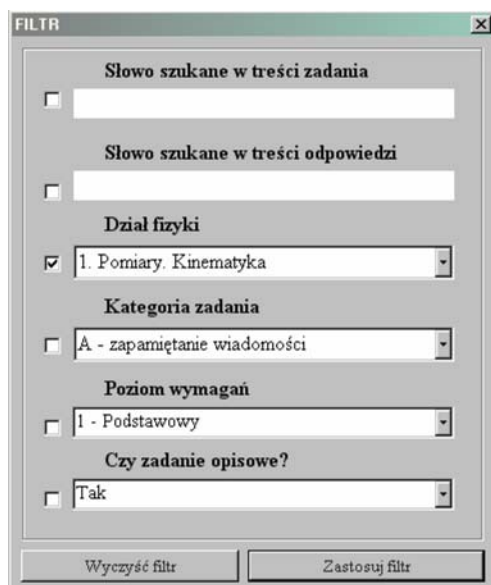 FILTR
Słowo szukane w treści zadania
Słowo szukane w treści odpowiedzi
Dział fizyki
1. Pomiary. Kinematyka
Kategoria zadania
A - zapamiętanie wiadomości
Poziom wymagań
1 - Podstawowy
Czy zadanie opisowe?
Tak
Wyczyść filtr
Zastosuj filtr